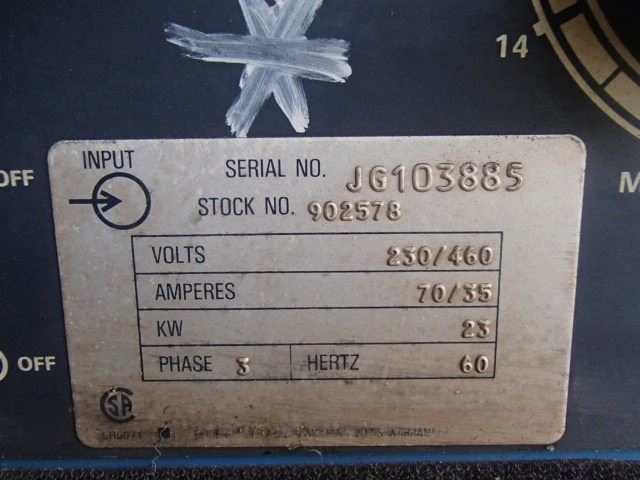 14
INPUT
SERIAL NO. JG103885
OFF
M
STOCK NO. 902578
VOLTS 230/460
AMPERES 70/35
KW 23
PHASE 3 HERTZ 60
OFF
LR6071